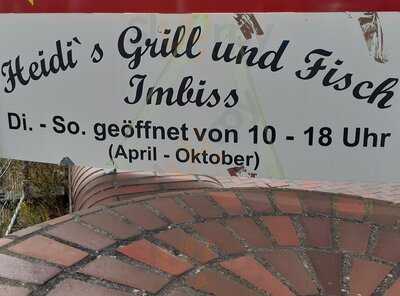 Heidi`s Grill und Fisch
Imbiss
Di. - So. geöffnet von 10 - 18 Uhr
(April - Oktober)